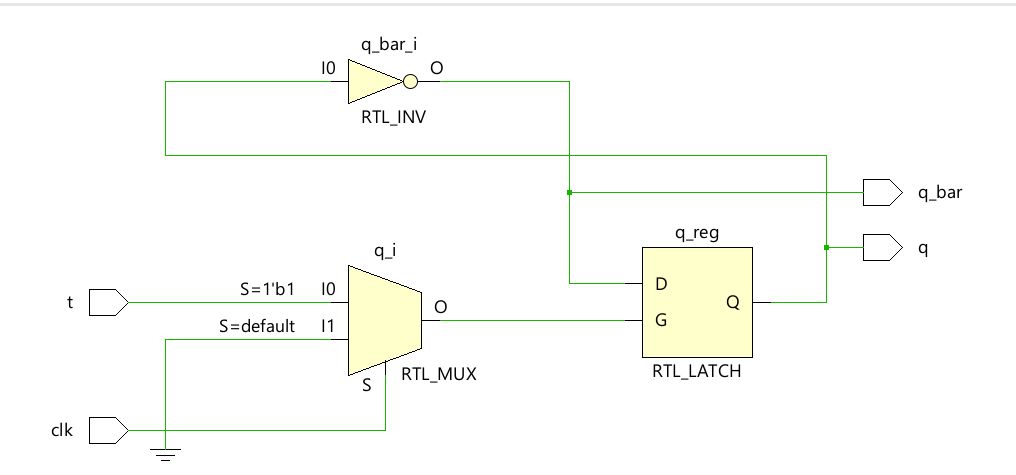 q_bar_i
I0
O
RTL_INV
q_bar
q_reg
q
q_i
D
S=1'b1
I0
t
Q
O
G
S=default
I1
RTL_LATCH
RTL_MUX
S
clk